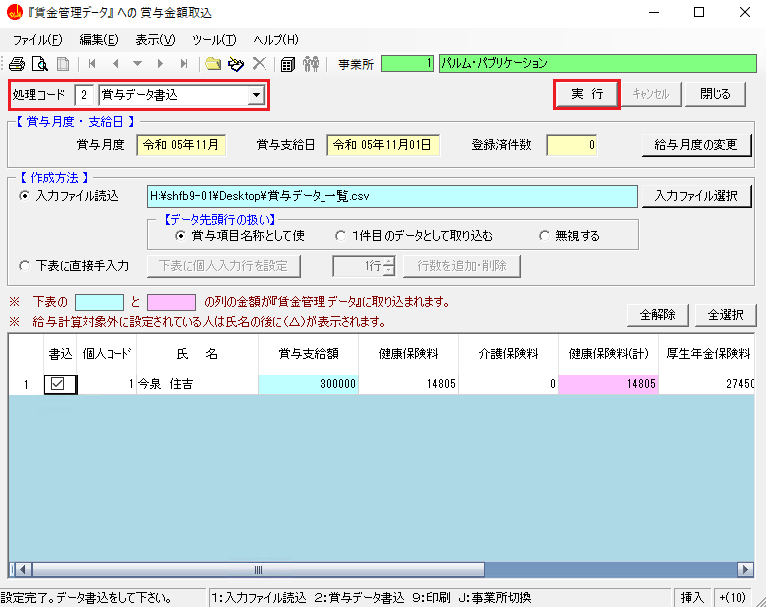 『賃金管理データ』への 賞与金額取込
ファイル(F) 編集(E) 表示(V) ツール(T) ヘルプ(H)
事業所 1 パルム・パブリケーション
処理コード 2 賞与データ書込 実 行 キャンセル 閉じる
【 賞与月度・支給日 】
賞与月度 令和 05年11月 賞与支給日 令和 05年11月01日 登録済件数 0 給与月度の変更
【 作成方法 】
入力ファイル読込 H:¥shfb9-01¥Desktop¥賞与データ_一覧.csv 入力ファイル選択
【データ先頭行の扱い】
賞与項目名称として使 1件目のデータとして取り込む 無視する
下表に直接手入力 下表に個人入力行を設定 1行 行数を追加・削除
※ 下表の と の列の金額が『賃金管理データ』に取り込まれます。
※ 給与計算対象外に設定されている人は氏名の後に(△)が表示されます。
全解除 全選択
書込 個人コード 氏 名 賞与支給額 健康保険料 介護保険料 健康保険料(計) 厚生年金保険料
1 1 今泉 住吉 300000 14805 0 14805 27450
設定完了。データ書込をして下さい。 1:入力ファイル読込 2:賞与データ書込 9:印刷 J:事業所切換 挿入 +(10)